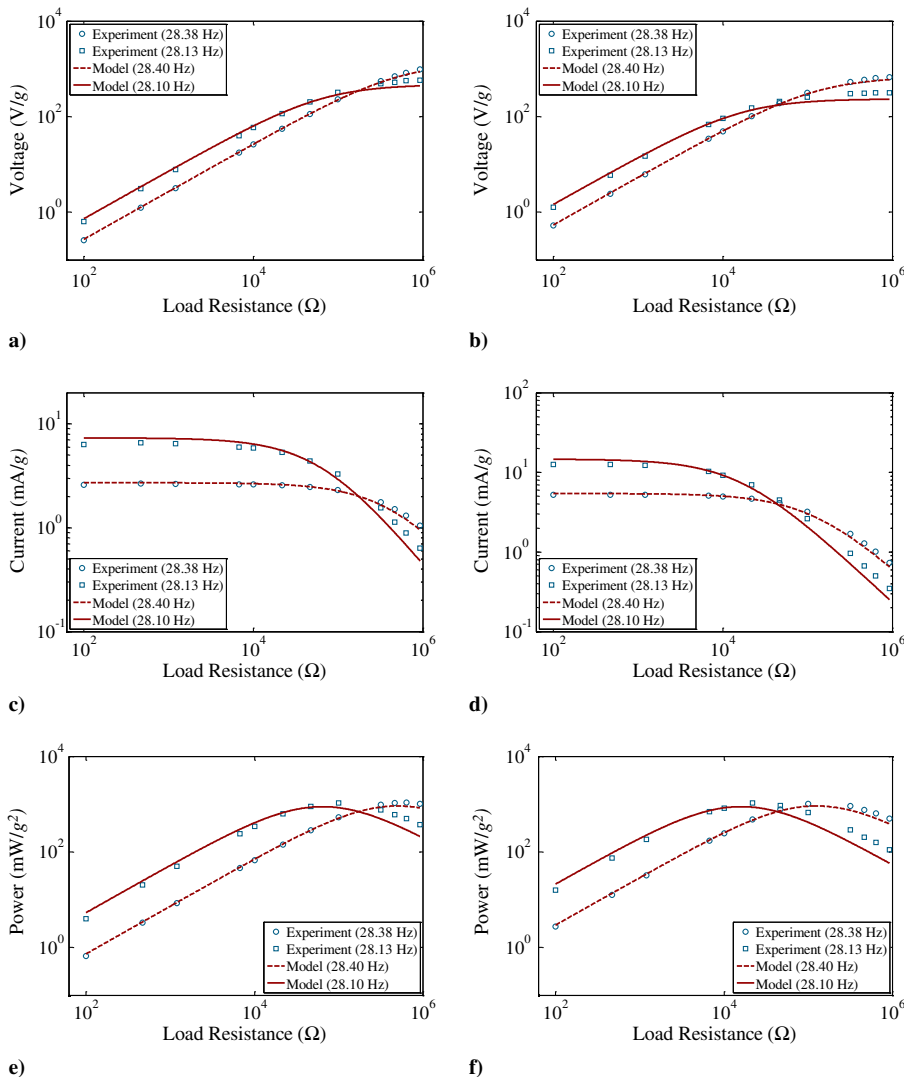 10^4
10^2
10^0
Voltage (V/g)
Experiment (28.38 Hz)
Experiment (28.13 Hz)
Model (28.40 Hz)
Model (28.10 Hz)
10^2
10^4
10^6
Load Resistance (Ω)
a)
10^4
10^2
10^0
Voltage (V/g)
Experiment (28.38 Hz)
Experiment (28.13 Hz)
Model (28.40 Hz)
Model (28.10 Hz)
10^2
10^4
10^6
Load Resistance (Ω)
b)
10^1
10^0
10^-1
Current (mA/g)
Experiment (28.38 Hz)
Experiment (28.13 Hz)
Model (28.40 Hz)
Model (28.10 Hz)
10^2
10^4
10^6
Load Resistance (Ω)
c)
10^2
10^1
10^0
10^-1
Current (mA/g)
Experiment (28.38 Hz)
Experiment (28.13 Hz)
Model (28.40 Hz)
Model (28.10 Hz)
10^2
10^4
10^6
Load Resistance (Ω)
d)
10^4
10^2
10^0
Power (mW/g^2)
Experiment (28.38 Hz)
Experiment (28.13 Hz)
Model (28.40 Hz)
Model (28.10 Hz)
10^2
10^4
10^6
Load Resistance (Ω)
e)
10^4
10^2
10^0
Power (mW/g^2)
Experiment (28.38 Hz)
Experiment (28.13 Hz)
Model (28.40 Hz)
Model (28.10 Hz)
10^2
10^4
10^6
Load Resistance (Ω)
f)